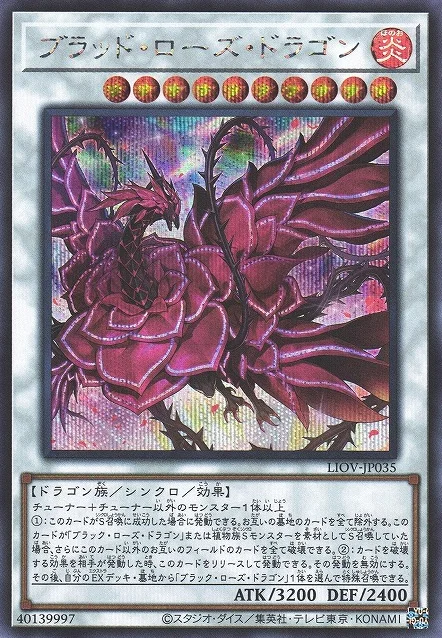 ブラッド・ローズ・ドラゴン
炎
ほのお
LIOV-JP035
【ドラゴン族／シンクロ／効果】
チューナー＋チューナー以外のモンスター１体以上
①：このカードがＳ召喚に成功した場合に発動できる。お互いの墓地のカードを全て除外する。この
カードが「ブラック・ローズ・ドラゴン」または植物族Ｓモンスターを素材としてＳ召喚していた
場合、さらにこのカード以外のお互いのフィールドのカードを全て破壊できる。②：カードを破壊
する効果を相手が発動した時、このカードをリリースして発動できる。その発動を無効にする。
その後、自分のＥＸデッキ・墓地から「ブラック・ローズ・ドラゴン」１体を選んで特殊召喚できる。
ATK/3200 DEF/2400
40139997
©スタジオ・ダイス／集英社・テレビ東京・KONAMI